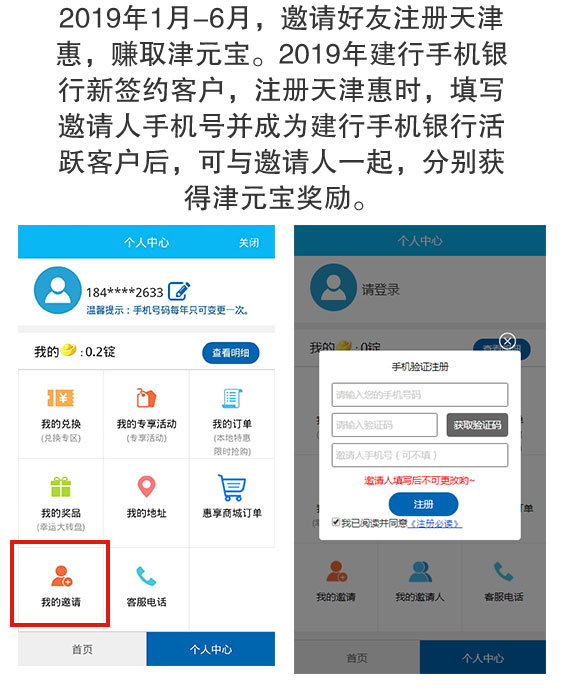 2019年1月-6月，邀请好友注册天津
惠，赚取津元宝。2019年建行手机银
行新签约客户，注册天津惠时，填写
邀请人手机号并成为建行手机银行活
跃客户后，可与邀请人一起，分别获
得津元宝奖励。
个人中心 关闭
184****2633
温馨提示：手机号码每年只可变更一次。
我的 : 0.2锭 查看明细
我的兑换 我的专享活动 我的订单
(兑换专区) (专享活动) (本地特惠
限时抢购)
我的奖品 我的地址 惠享商城订单
(幸运大转盘)
我的邀请 客服电话
首页 个人中心
个人中心
请登录
我的 : 0锭 查看明细
手机验证注册
请输入您的手机号码
请输入验证码 获取验证码
邀请人手机号（可不填）
邀请人填写后不可更改哟~
注册
我已阅读并同意《注册必读》
我的邀请 我的邀请人 客服电话
首页 个人中心